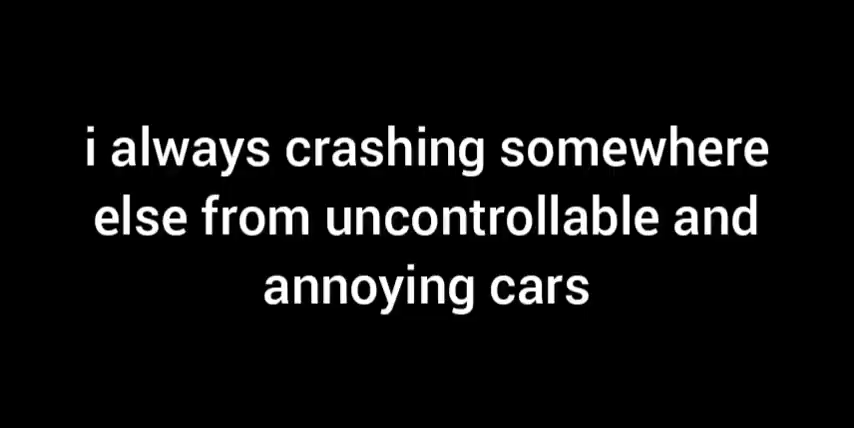 i always crashing somewhere
else from uncontrollable and
annoying cars